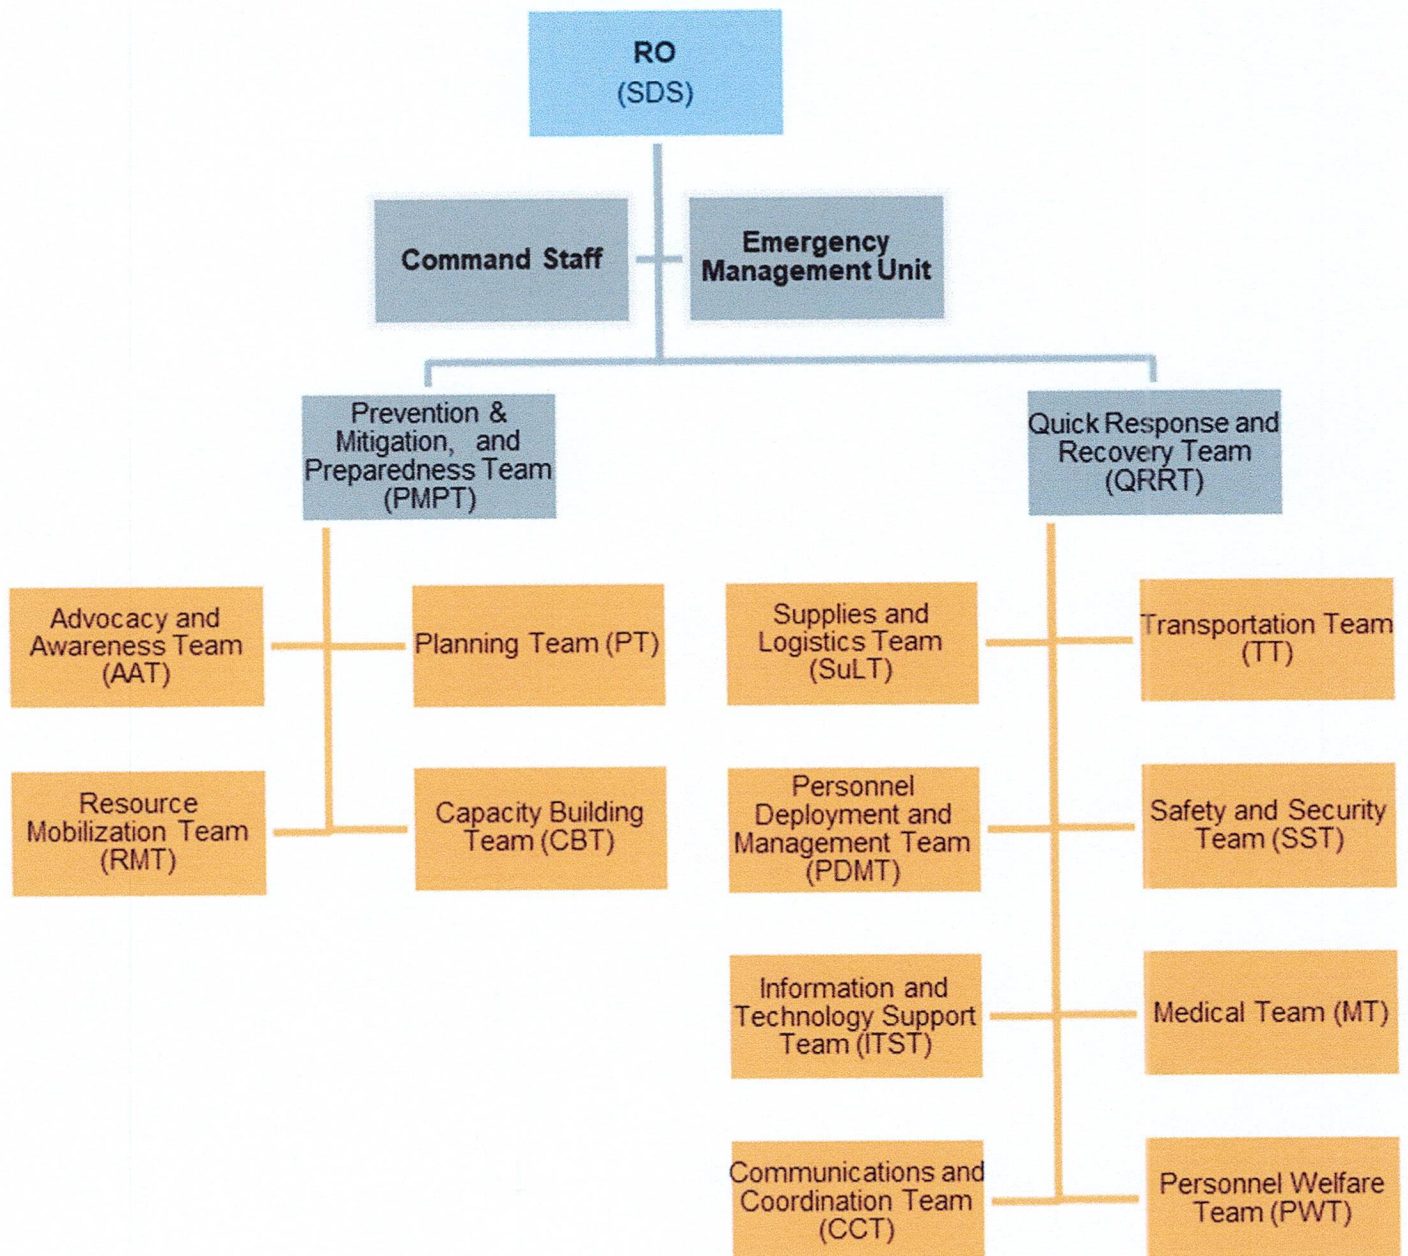 RO
(SDS)
Command Staff
Emergency
Management Unit
Prevention &
Mitigation, and
Preparedness Team
(PMPT)
Quick Response and
Recovery Team
(QRRT)
Advocacy and
Awareness Team
(AAT)
Planning Team (PT)
Supplies and
Logistics Team
(SuLT)
Transportation Team
(TT)
Resource
Mobilization Team
(RMT)
Capacity Building
Team (CBT)
Personnel
Deployment and
Management Team
(PDMT)
Safety and Security
Team (SST)
Information and
Technology Support
Team (ITST)
Medical Team (MT)
Communications and
Coordination Team
(CCT)
Personnel Welfare
Team (PWT)